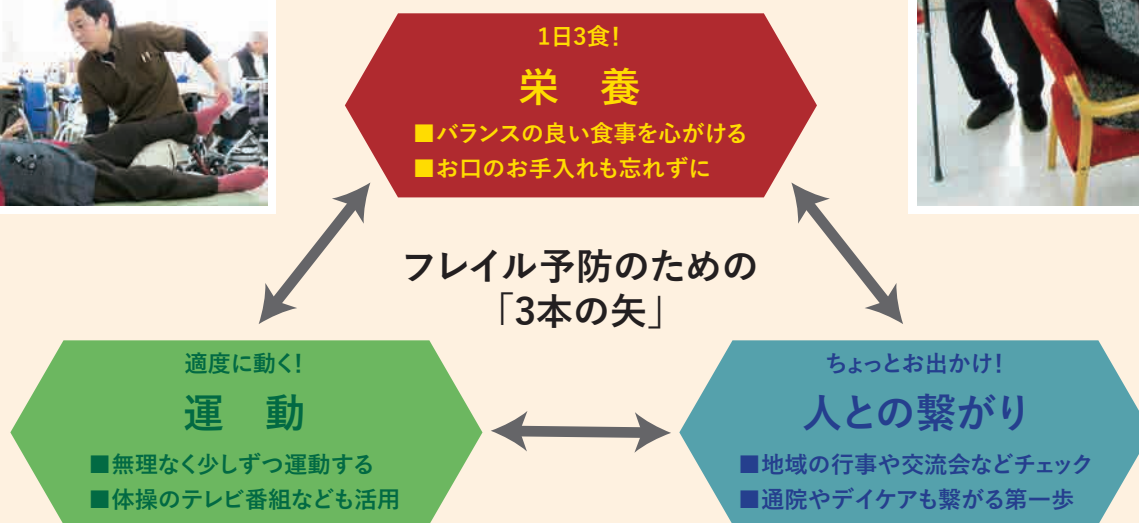 1日3食!
栄　養
■バランスの良い食事を心がける
■お口のお手入れも忘れずに
フレイル予防のための
「3本の矢」
適度に動く!
運　動
■無理なく少しずつ運動する
■体操のテレビ番組なども活用
ちょっとお出かけ!
人との繋がり
■地域の行事や交流会などチェック
■通院やデイケアも繋がる第一歩